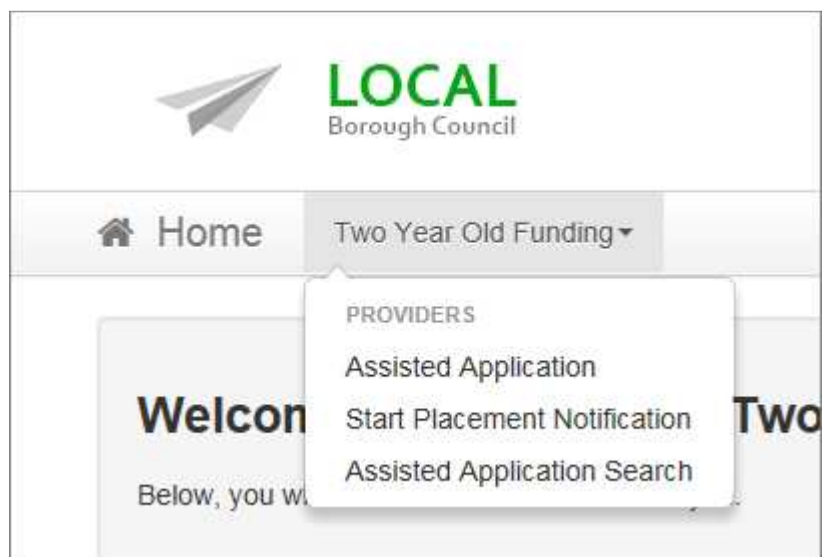 LOCAL
Borough Council
Home
Two Year Old Funding
PROVIDERS
Assisted Application
Start Placement Notification
Assisted Application Search
Welcom Two
Below, you w